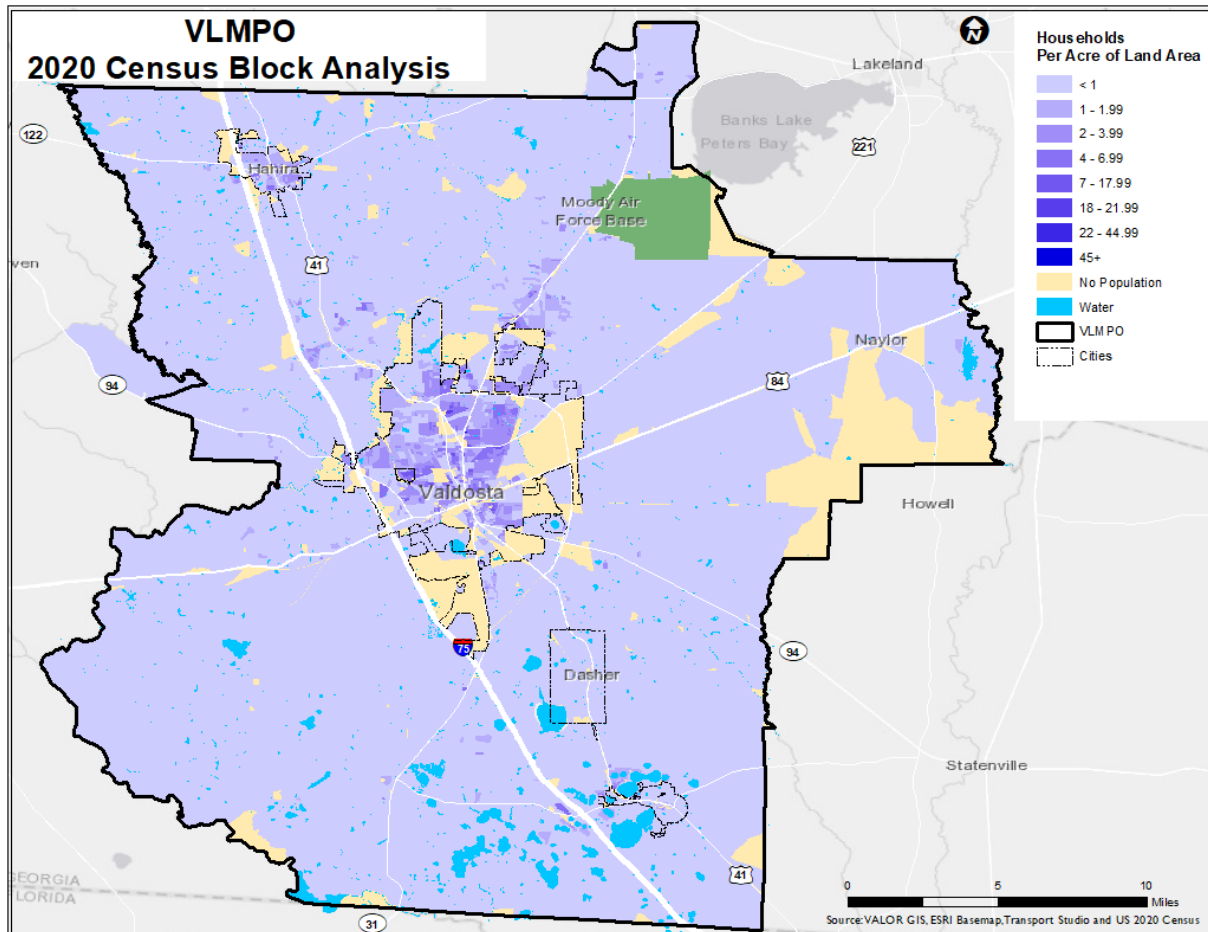 VLMPO
2020 Census Block Analysis
N
Households
Per Acre of Land Area
< 1
1 - 1.99
2 - 3.99
4 - 6.99
7 - 17.99
18 - 21.99
22 - 44.99
45+
No Population
Water
VLMPO
Cities
Lakeland
Banks Lake
Peters Bay
221
122
Hahira
Moody Air
Force Base
41
ven
Naylor
94
84
Valdosta
Howell
75
94
Dasher
Statenville
41
GEORGIA
LORIDA
31
0 5 10
Miles
Source:VALOR GIS, ESRI Basemap,Transport Studio and US 2020 Census